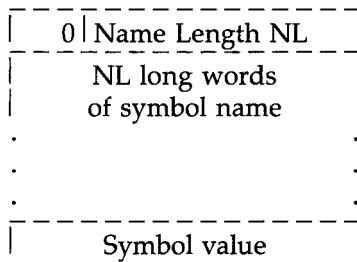 0 | Name Length NL
NL long words
of symbol name
.
.
.
Symbol value